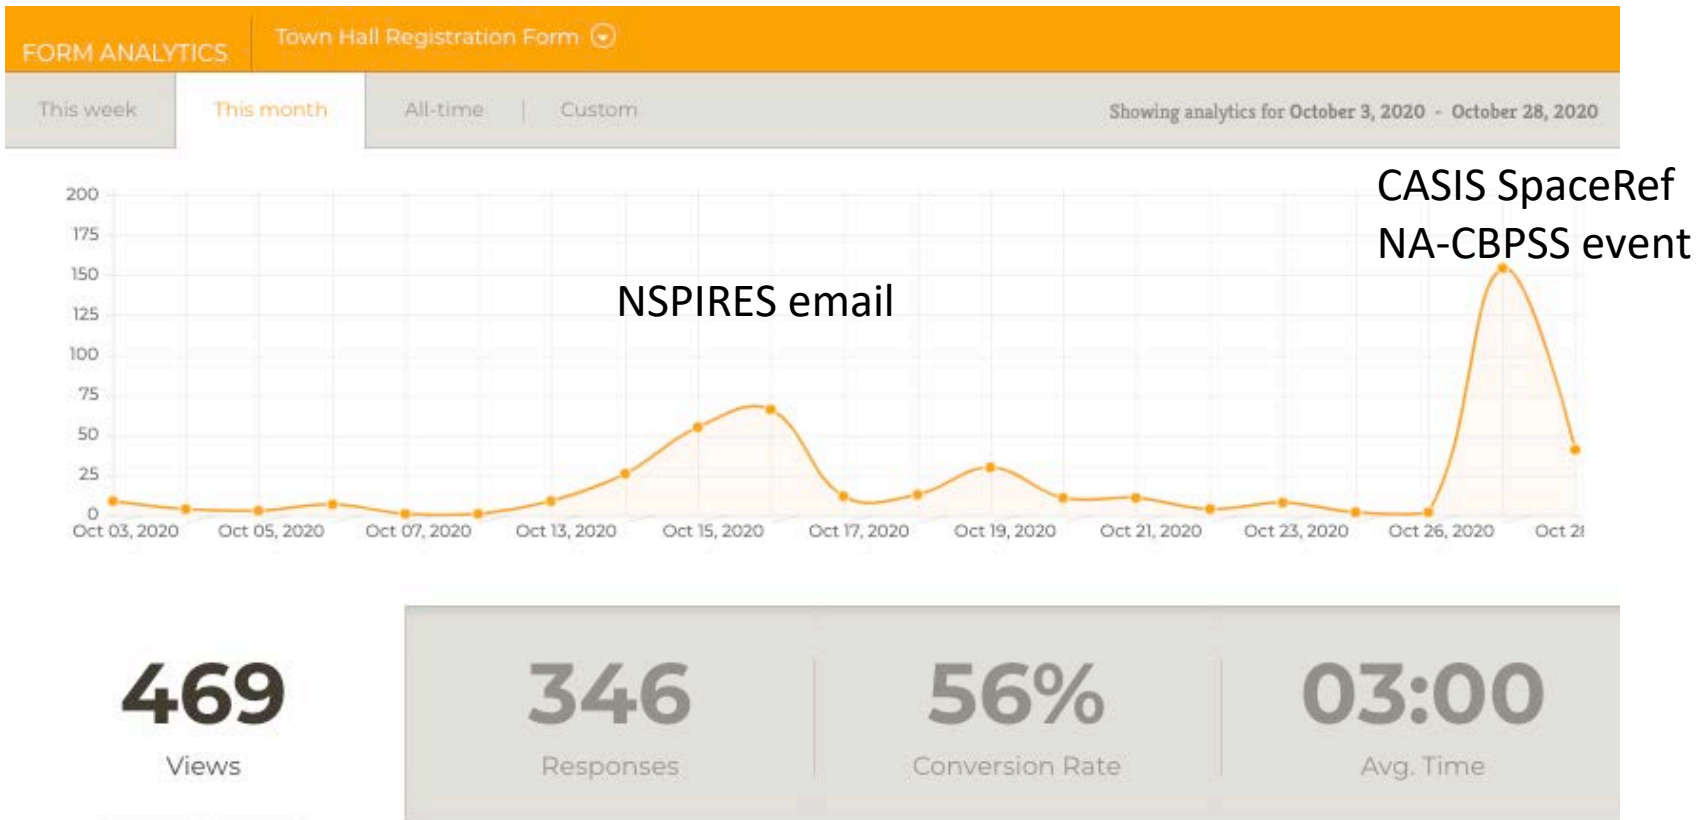 FORM ANALYTICS
Town Hall Registration Form
This week
This month
All-time
Custom
Showing analytics for October 3, 2020 - October 28, 2020
CASIS SpaceRef
NA-CBPSS event
NSPIRES email
200
175
150
125
100
75
50
25
0
Oct 03, 2020 Oct 05, 2020 Oct 07, 2020 Oct 13, 2020 Oct 15, 2020 Oct 17, 2020 Oct 19, 2020 Oct 21, 2020 Oct 23, 2020 Oct 26, 2020 Oct
469
Views
346
Responses
56%
Conversion Rate
03:00
Avg. Time